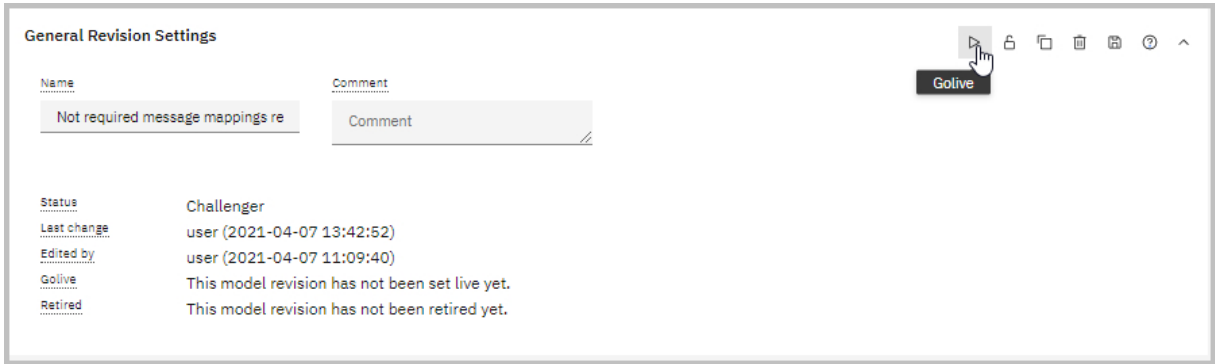 General Revision Settings
Golive
Name
Comment
Not required message mappings re
Comment
Status
Challenger
Last change
user (2021-04-07 13:42:52)
Edited by
user (2021-04-07 11:09:40)
Golive
This model revision has not been set live yet.
Retired
This model revision has not been retired yet.